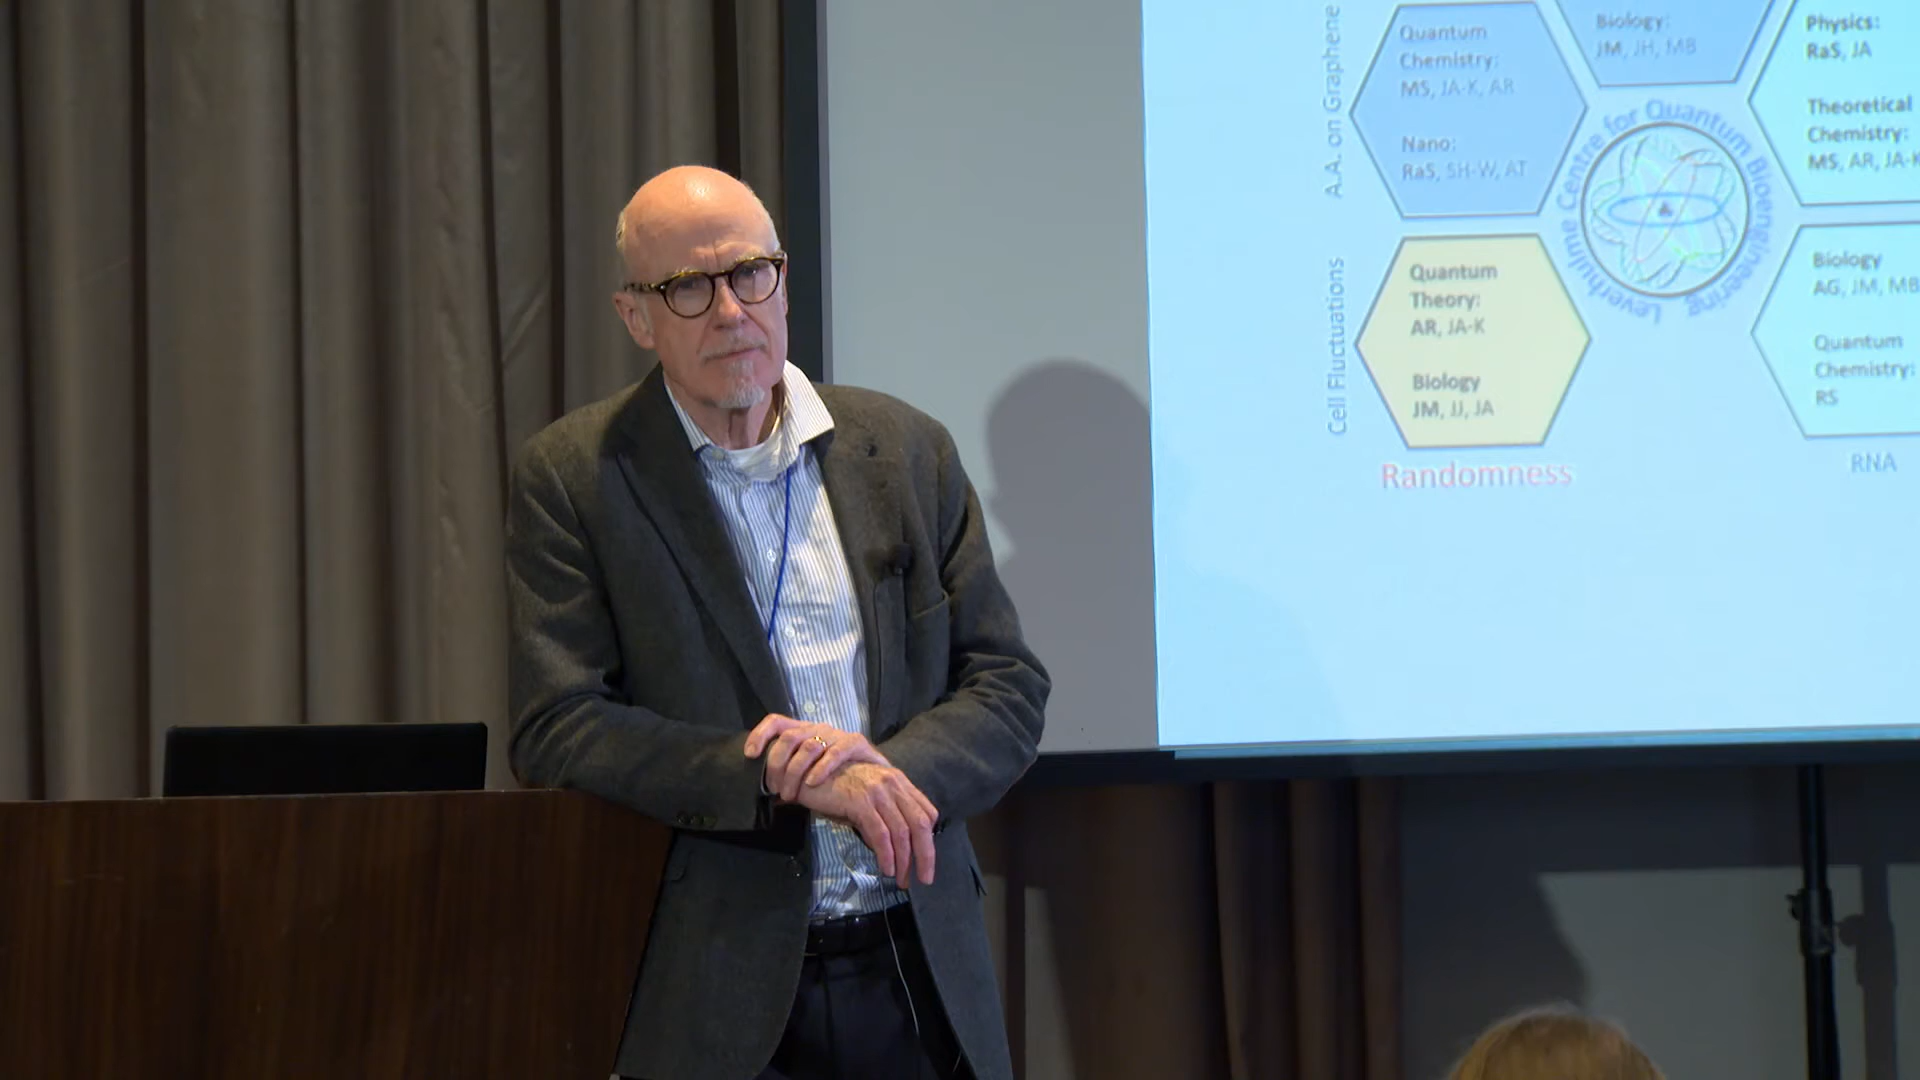 A.A. on Graphene
Quantum
Chemistry:
MS, JA-K, AR
Nano:
RaS, SH-W, AT
Biology:
JM, JH, MB
Physics:
RaS, JA
Theoretical
Chemistry:
MS, AR, JA-K
Leverhulme Centre for Quantum Bioengineering
Cell Fluctuations
Quantum
Theory:
AR, JA-K
Biology
JM, JJ, JA
Randomness
Biology
AG, JM, MB
Quantum
Chemistry:
RS
RNA